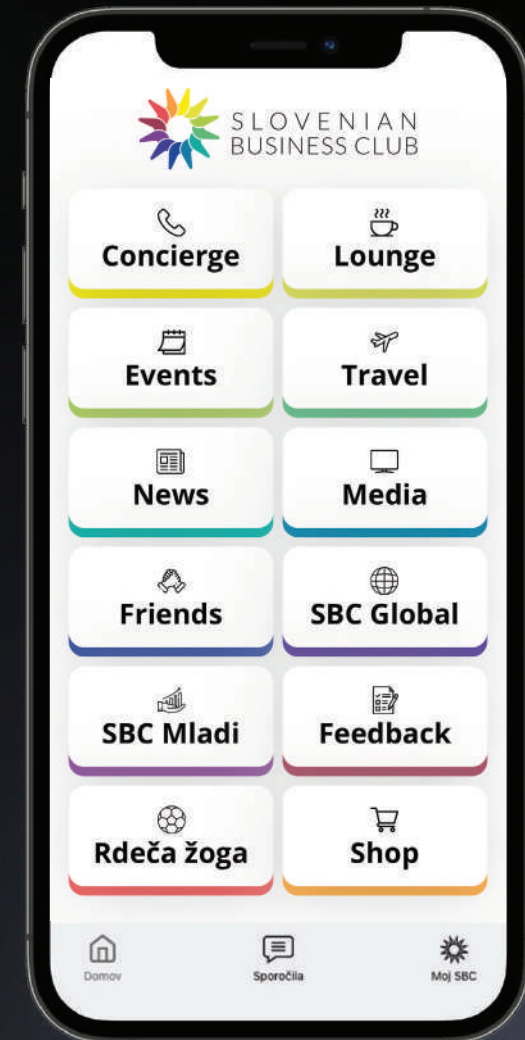 SLOVENIAN
BUSINESS CLUB
Concierge
Lounge
Events
Travel
News
Media
Friends
SBC Global
SBC Mladi
Feedback
Rdeča žoga
Shop
Domov
Sporočila
Moj SBC